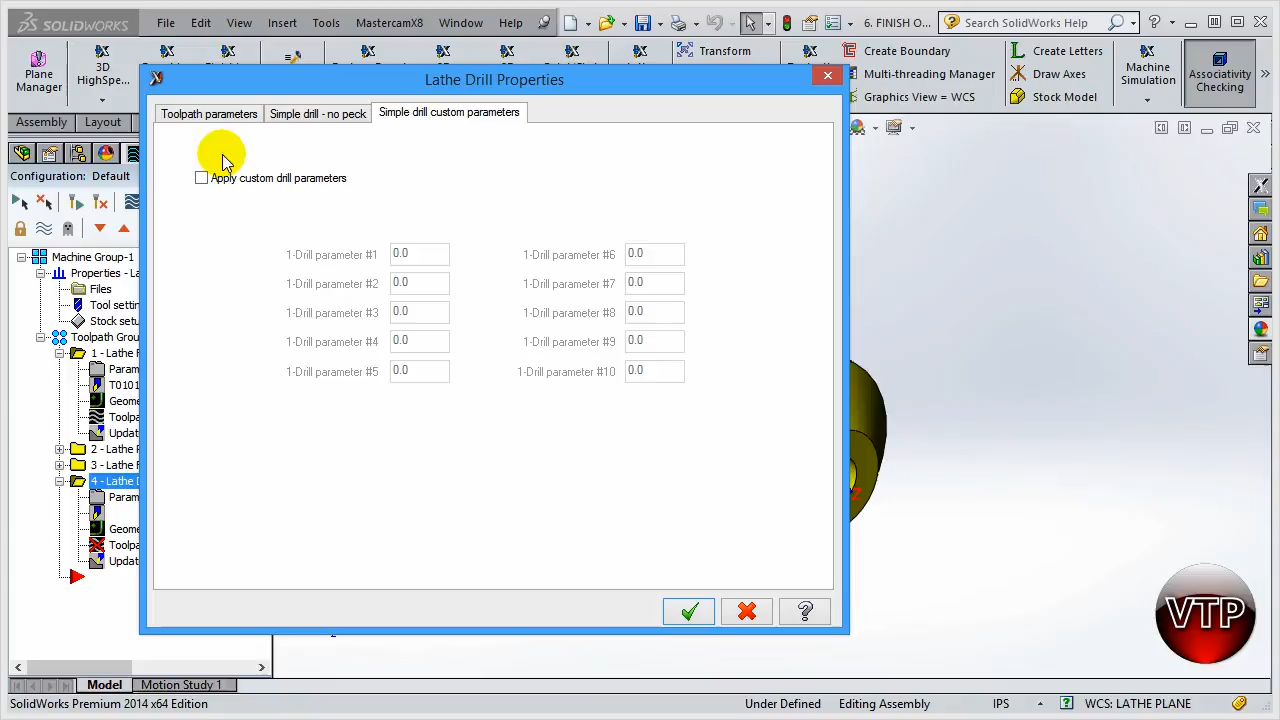 SOLIDWORKS
File Edit View Insert Tools MastercamX8 Window Help
6. FINISH O...
Search SolidWorks Help
Plane Manager
3D HighSpe...
Transform
Create Boundary
Multi-threading Manager
Graphics View = WCS
Create Letters
Draw Axes
Stock Model
Machine Simulation
Associativity Checking
Assembly Layout
Configuration: Default
Machine Group-1
Properties - La
Files
Tool setting
Stock setu
Toolpath Grou
1 - Lathe F
Param
T0101
Geome
Toolpa
Updat
2 - Lathe F
3 - Lathe F
4 - Lathe D
Param
Geome
Toolpa
Updat
Lathe Drill Properties
Toolpath parameters
Simple drill - no peck
Simple drill custom parameters
Apply custom drill parameters
1-Drill parameter #1 0.0 1-Drill parameter #6 0.0
1-Drill parameter #2 0.0 1-Drill parameter #7 0.0
1-Drill parameter #3 0.0 1-Drill parameter #8 0.0
1-Drill parameter #4 0.0 1-Drill parameter #9 0.0
1-Drill parameter #5 0.0 1-Drill parameter #10 0.0
Z
VTP
Model Motion Study 1
SolidWorks Premium 2014 x64 Edition
Under Defined
Editing Assembly
IPS
WCS: LATHE PLANE